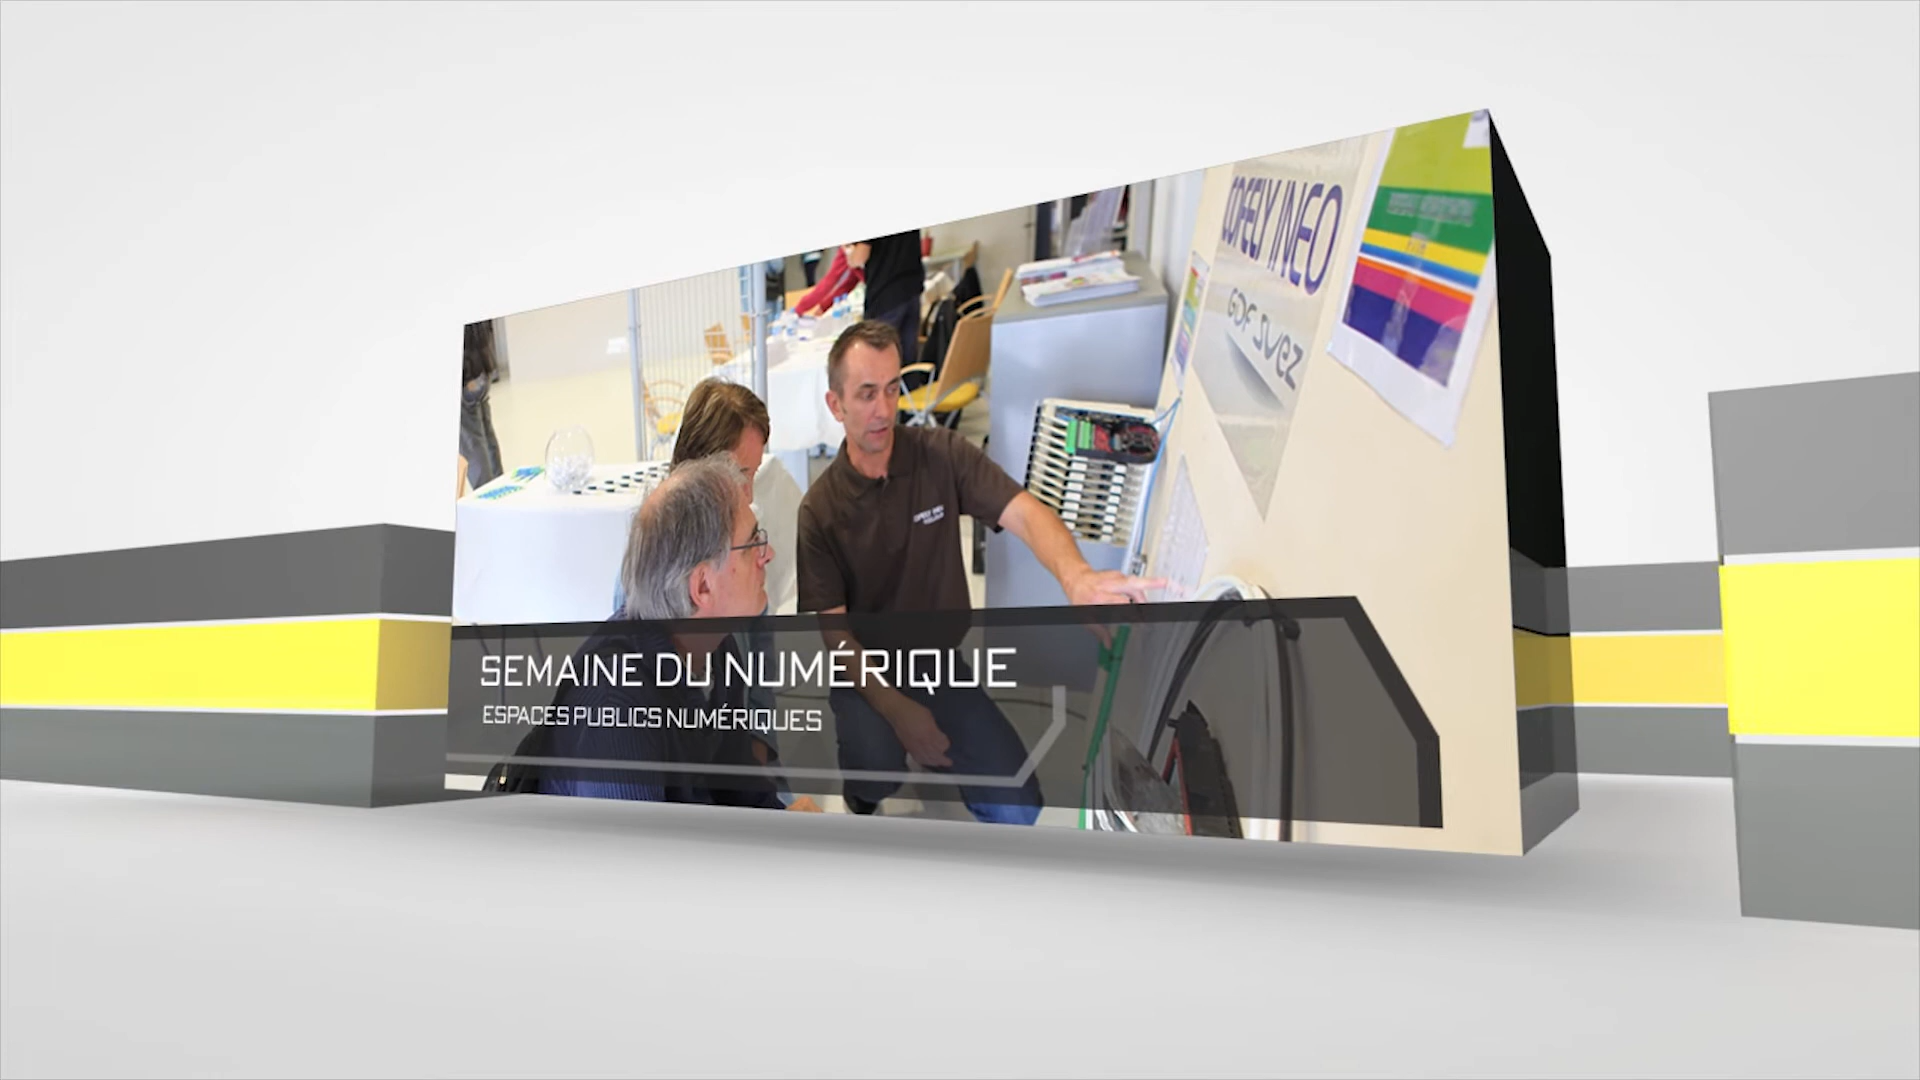 COFELY INEO
GDF SUEZ
SEMAINE DU NUMÉRIQUE
ESPACES PUBLICS NUMÉRIQUES